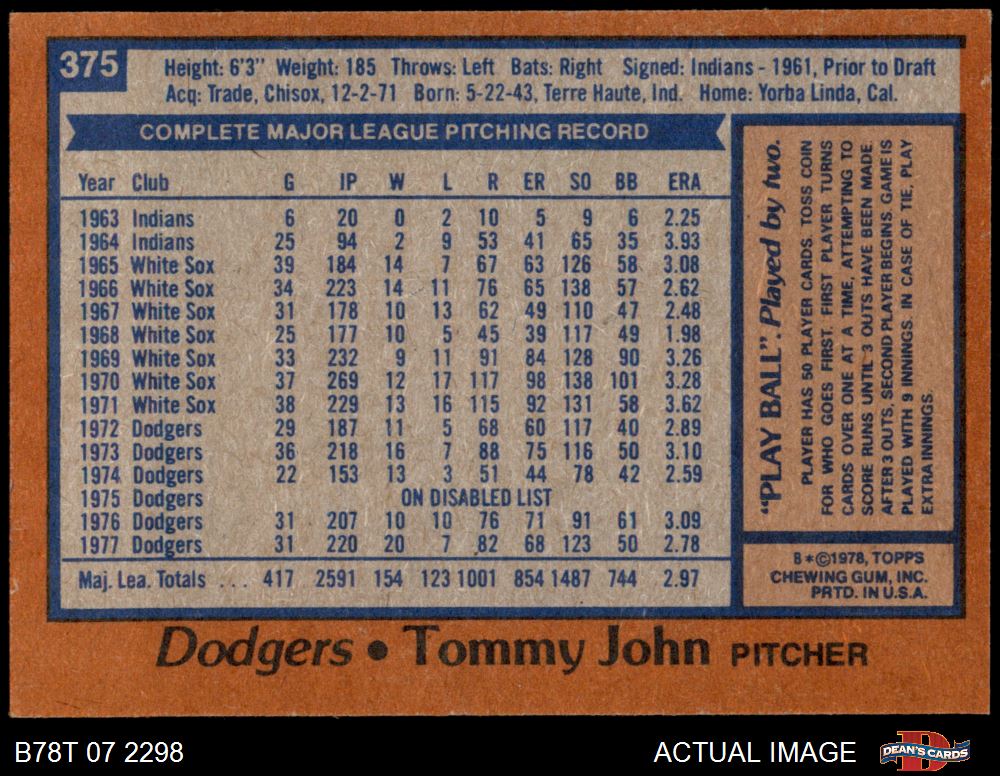 375
Height: 6'3" Weight: 185 Throws: Left Bats: Right Signed: Indians - 1961, Prior to Draft
Acq: Trade, Chisox, 12-2-71 Born: 5-22-43, Terre Haute, Ind. Home: Yorba Linda, Cal.
COMPLETE MAJOR LEAGUE PITCHING RECORD
Year Club G IP W L R ER SO BB ERA
1963 Indians 6 20 0 2 10 5 9 6 2.25
1964 Indians 25 94 2 9 53 41 65 35 3.93
1965 White Sox 39 184 14 7 67 63 126 58 3.08
1966 White Sox 34 223 14 11 76 65 138 57 2.62
1967 White Sox 31 178 10 13 62 49 110 47 2.48
1968 White Sox 25 177 10 5 45 39 117 49 1.98
1969 White Sox 33 232 9 11 91 84 128 90 3.26
1970 White Sox 37 269 12 17 117 98 138 101 3.28
1971 White Sox 38 229 13 16 115 92 131 58 3.62
1972 Dodgers 29 187 11 5 68 60 117 40 2.89
1973 Dodgers 36 218 16 7 88 75 116 50 3.10
1974 Dodgers 22 153 13 3 51 44 78 42 2.59
1975 Dodgers ON DISABLED LIST
1976 Dodgers 31 207 10 10 76 71 91 61 3.09
1977 Dodgers 31 220 20 7 82 68 123 50 2.78
Maj. Lea. Totals ... 417 2591 154 123 1001 854 1487 744 2.97
"PLAY BALL". Played by two.
PLAYER HAS 50 PLAYER CARDS. TOSS COIN
FOR WHO GOES FIRST. FIRST PLAYER TURNS
CARDS OVER ONE AT A TIME, ATTEMPTING TO
SCORE RUNS UNTIL 3 OUTS HAVE BEEN MADE.
AFTER 3 OUTS, SECOND PLAYER BEGINS. GAME IS
PLAYED WITH 9 INNINGS. IN CASE OF TIE, PLAY
EXTRA INNINGS.
B*©1978, TOPPS
CHEWING GUM, INC.
PRTD. IN U.S.A.
Dodgers • Tommy John PITCHER
B78T 07 2298
ACTUAL IMAGE
D
DEAN'S CARDS